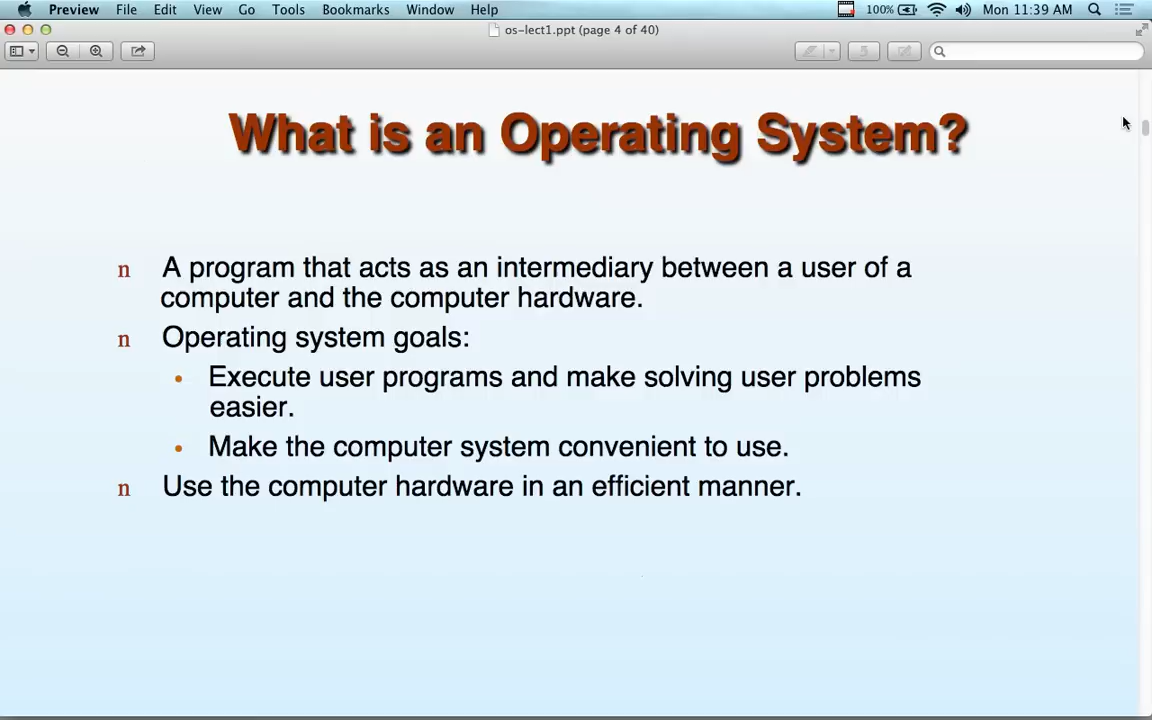 Preview File Edit View Go Tools Bookmarks Window Help 100% Mon 11:39 AM
os-lect1.ppt (page 4 of 40)
What is an Operating System?
n A program that acts as an intermediary between a user of a
computer and the computer hardware.
n Operating system goals:
• Execute user programs and make solving user problems
easier.
• Make the computer system convenient to use.
n Use the computer hardware in an efficient manner.